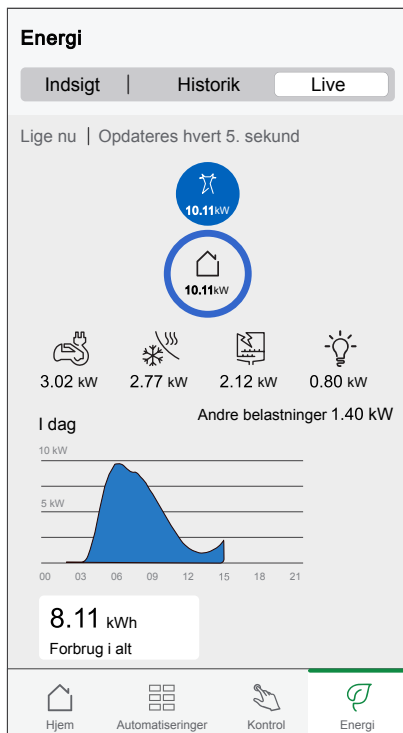 Energi
Indsigt | Historik Live
Lige nu | Opdateres hvert 5. sekund
10.11kW
10.11kW
3.02 kW 2.77 kW 2.12 kW 0.80 kW
Andre belastninger 1.40 kW
I dag
10 kW
5 kW
00 03 06 09 12 15 18 21
8.11 kWh
Forbrug i alt
Hjem Automatiseringer Kontrol Energi